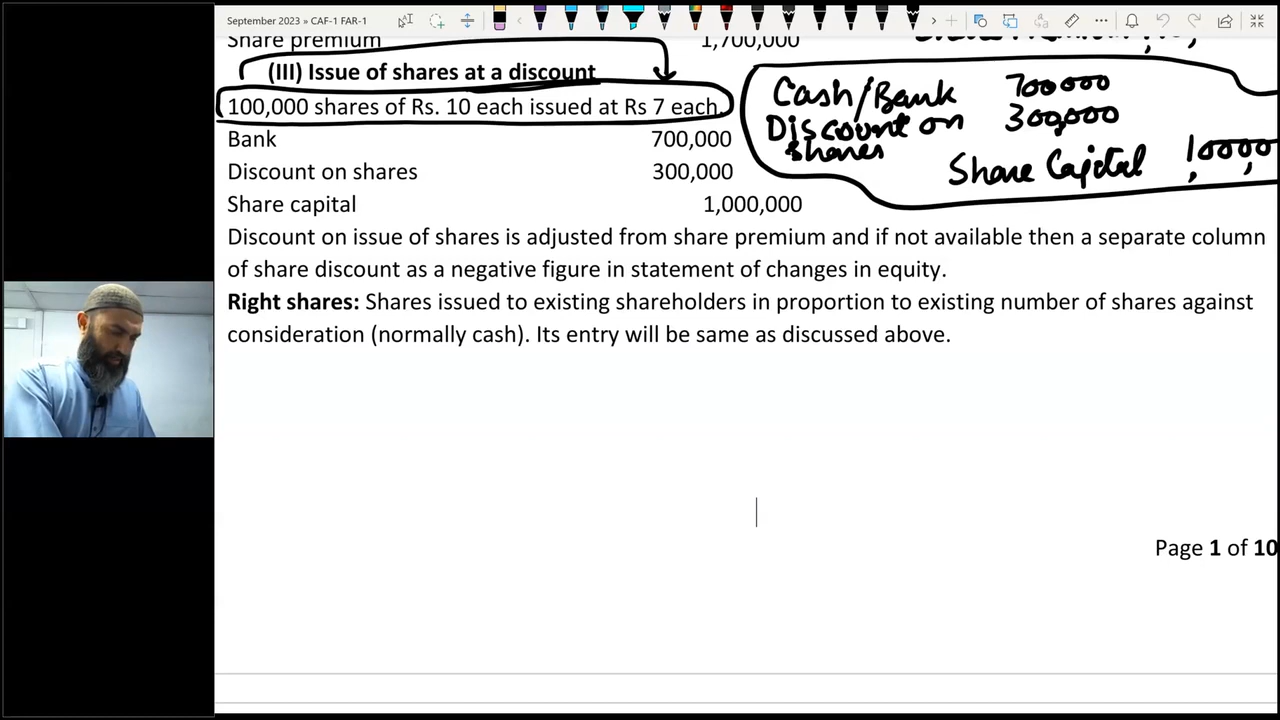 September 2023 » CAF-1 FAR-1
Share premium 1,700,000
(III) Issue of shares at a discount
100,000 shares of Rs. 10 each issued at Rs 7 each.
Bank 700,000
Discount on shares 300,000
Share capital 1,000,000
Discount on issue of shares is adjusted from share premium and if not available then a separate column
of share discount as a negative figure in statement of changes in equity.
Right shares: Shares issued to existing shareholders in proportion to existing number of shares against
consideration (normally cash). Its entry will be same as discussed above.
Cash/Bank 700000
Discount on 300,000
shares
Share Capital
Page 1 of 10